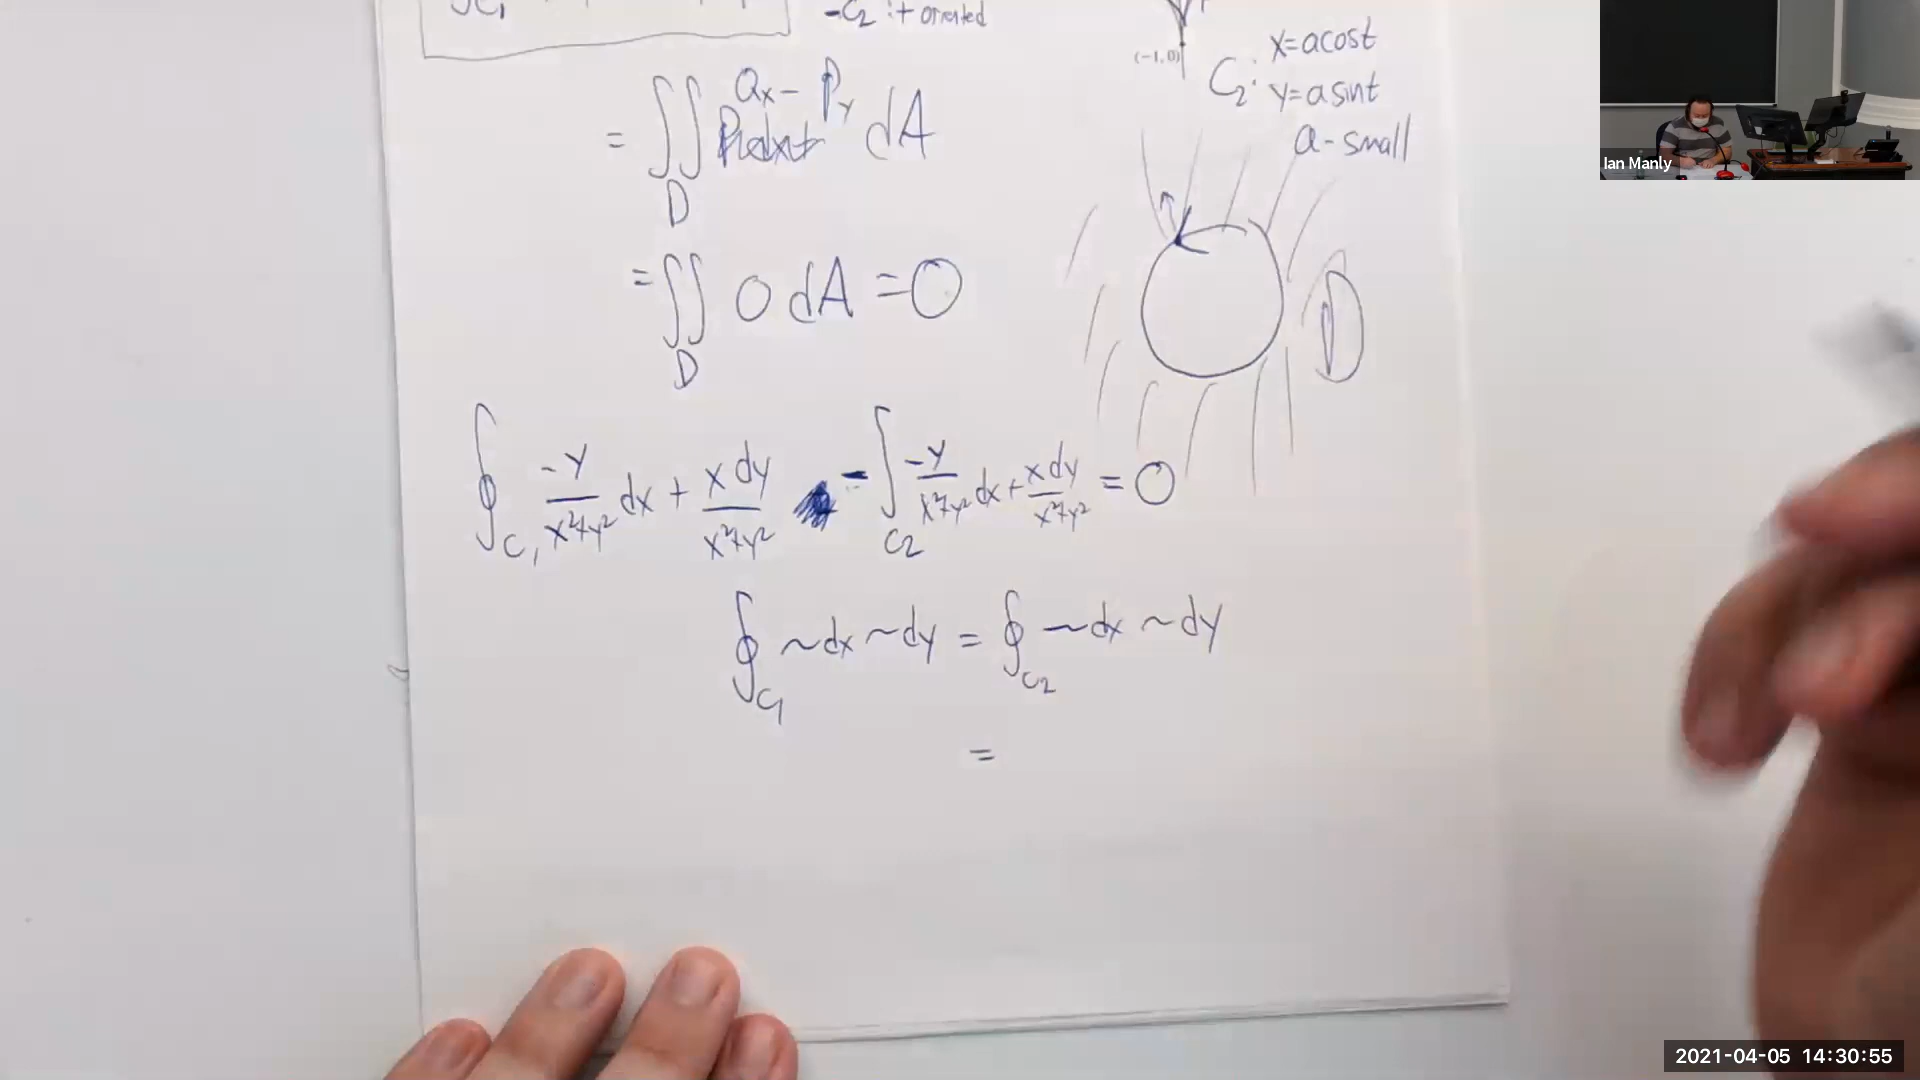 -C₂ : + oriented
(-1,0)
x=acost
C₂: y=asint
a-small
= ∬_D Qx - Py dA
= ∬_D 0 dA = 0
D
∮_C₁ -y/(x²+y²) dx + x dy/(x²+y²) - ∫_C₂ -y/(x²+y²) dx + x dy/(x²+y²) = 0
∮_C₁ ~dx ~dy = ∮_C₂ ~dx ~dy
=
Ian Manly
2021-04-05 14:30:55